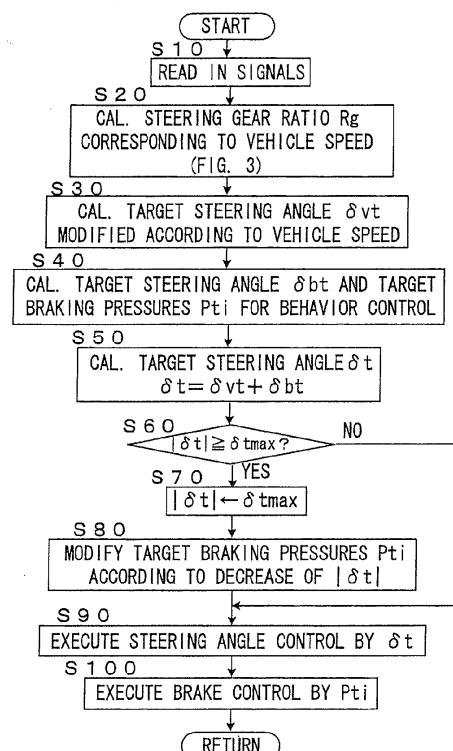 START
S10
READ IN SIGNALS
S20
CAL. STEERING GEAR RATIO Rg
CORRESPONDING TO VEHICLE SPEED
(FIG. 3)
S30
CAL. TARGET STEERING ANGLE δvt
MODIFIED ACCORDING TO VEHICLE SPEED
S40
CAL. TARGET STEERING ANGLE δbt AND TARGET
BRAKING PRESSURES Pti FOR BEHAVIOR CONTROL
S50
CAL. TARGET STEERING ANGLE δt
δt=δvt+δbt
S60
|δt|≧δtmax?
NO
YES
S70
|δt|←δtmax
S80
MODIFY TARGET BRAKING PRESSURES Pti
ACCORDING TO DECREASE OF |δt|
S90
EXECUTE STEERING ANGLE CONTROL BY δt
S100
EXECUTE BRAKE CONTROL BY Pti
RETURN